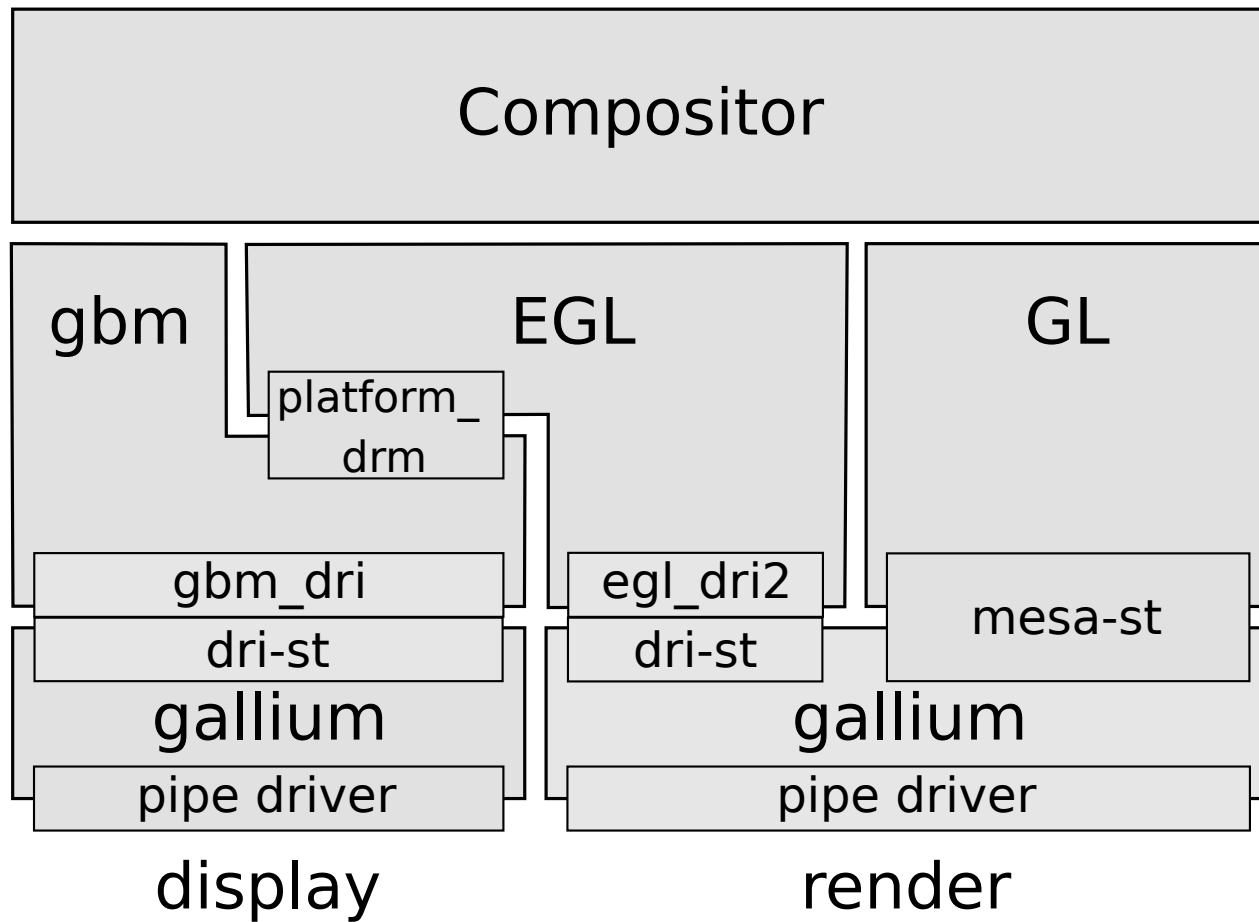 Compositor
gbm
EGL
GL
platform_
drm
gbm_dri
egl_dri2
mesa-st
dri-st
dri-st
gallium
gallium
pipe driver
pipe driver
display
render